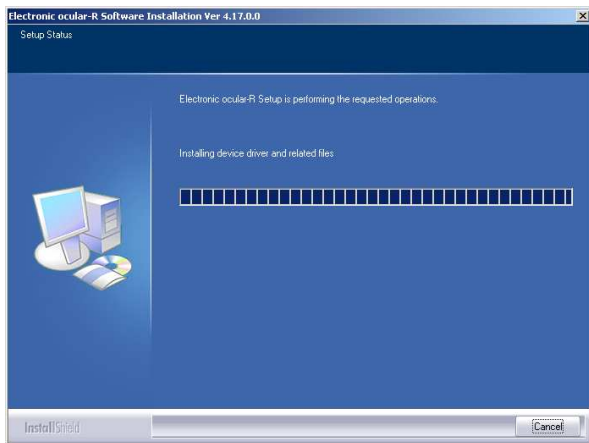 Electronic ocular-R Software Installation Ver 4.17.0.0
Setup Status
Electronic ocular-R Setup is performing the requested operations.
Installing device driver and related files
InstallShield
Cancel